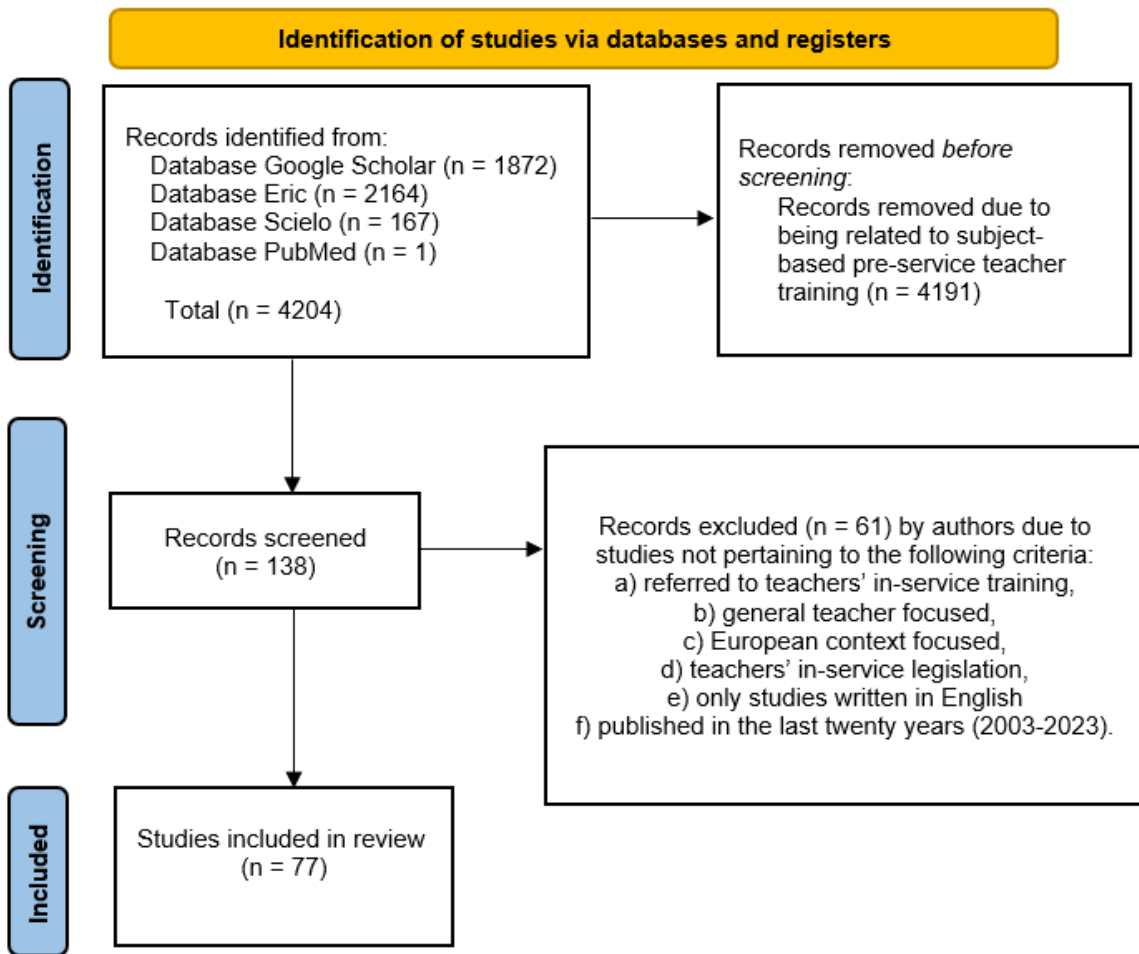 Identification of studies via databases and registers
Identification
Records identified from:
Database Google Scholar (n = 1872)
Database Eric (n = 2164)
Database Scielo (n = 167)
Database PubMed (n = 1)
Total (n = 4204)
Records removed before
screening:
Records removed due to
being related to subject-
based pre-service teacher
training (n = 4191)
Screening
Records screened
(n = 138)
Records excluded (n = 61) by authors due to
studies not pertaining to the following criteria:
a) referred to teachers’ in-service training,
b) general teacher focused,
c) European context focused,
d) teachers’ in-service legislation,
e) only studies written in English
f) published in the last twenty years (2003-2023).
Included
Studies included in review
(n = 77)